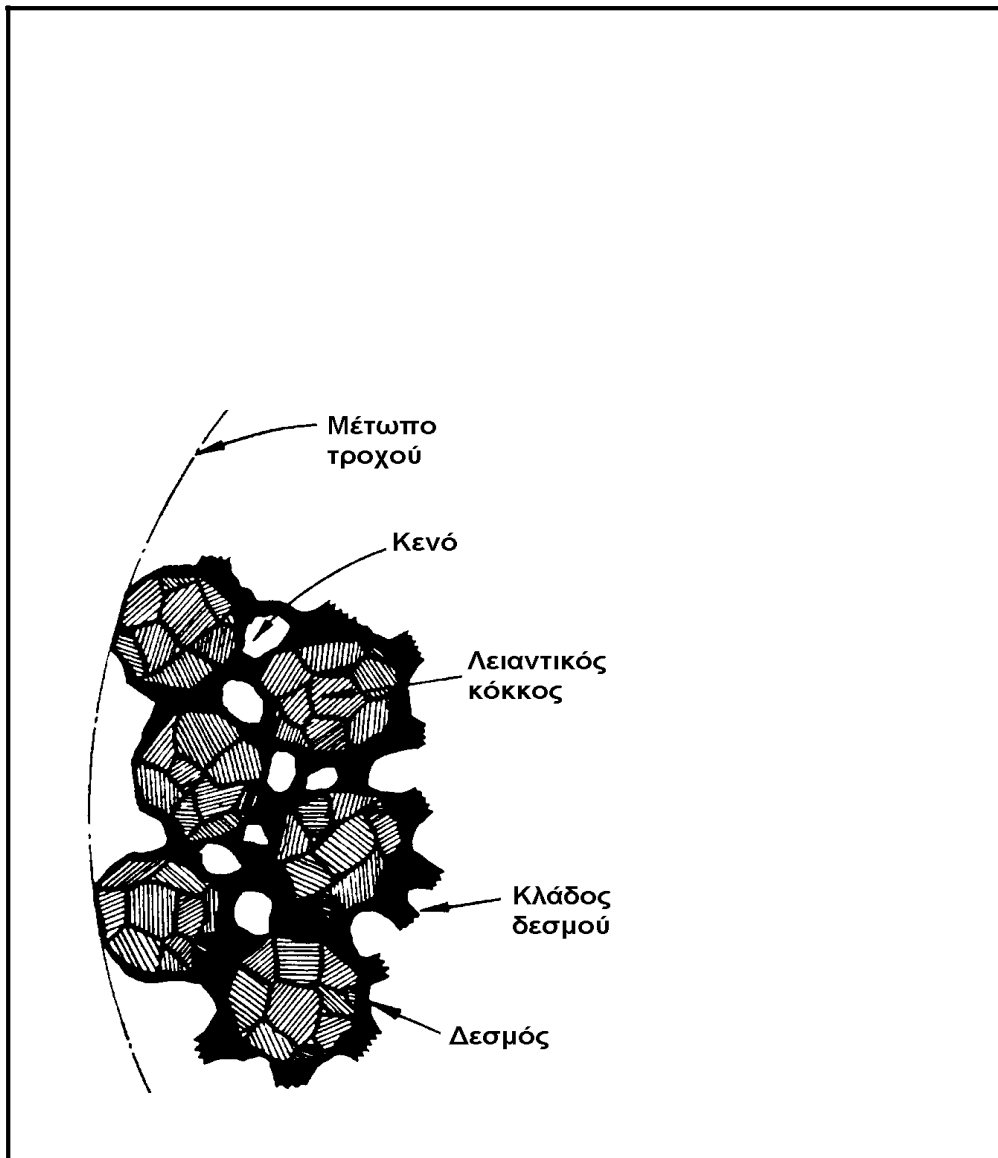 Μέτωπο
τροχού
Κενό
Λειαντικός
κόκκος
Κλάδος
δεσμού
Δεσμός